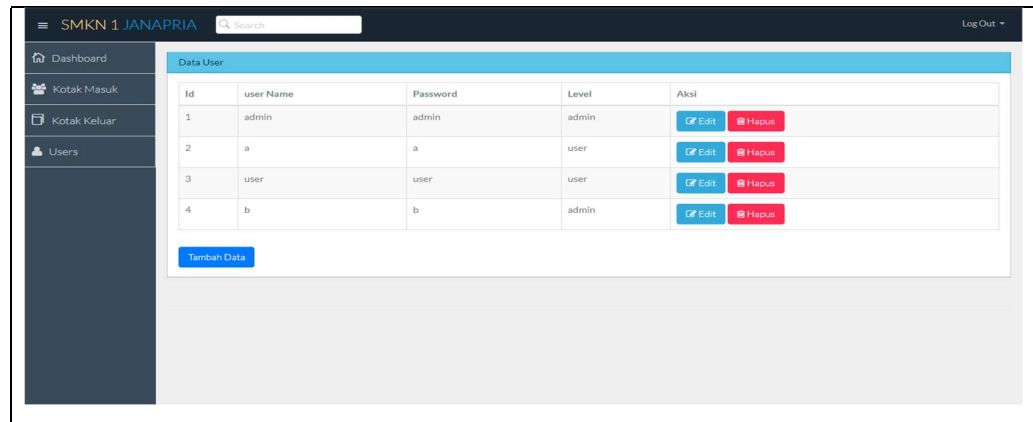 SMKN 1 JANAPRIA Search Log Out
Dashboard
Kotak Masuk
Kotak Keluar
Users
Data User
Id user Name Password Level Aksi
1 admin admin admin Edit Hapus
2 a a user Edit Hapus
3 user user user Edit Hapus
4 b b admin Edit Hapus
Tambah Data